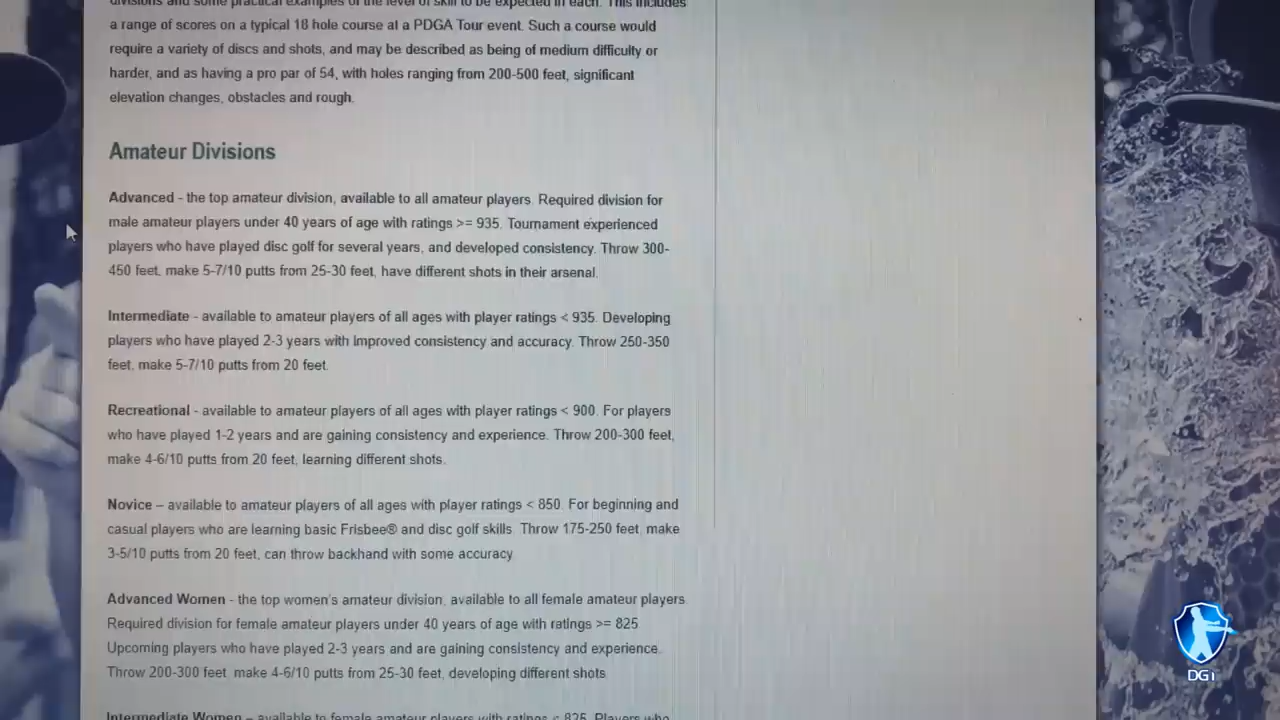 divisions and some practical examples of the level of skill to be expected in each. This includes
a range of scores on a typical 18 hole course at a PDGA Tour event. Such a course would
require a variety of discs and shots, and may be described as being of medium difficulty or
harder, and as having a pro par of 54, with holes ranging from 200-500 feet, significant
elevation changes, obstacles and rough.
Amateur Divisions
Advanced - the top amateur division, available to all amateur players. Required division for
male amateur players under 40 years of age with ratings >= 935. Tournament experienced
players who have played disc golf for several years, and developed consistency. Throw 300-
450 feet, make 5-7/10 putts from 25-30 feet, have different shots in their arsenal.
Intermediate - available to amateur players of all ages with player ratings < 935. Developing
players who have played 2-3 years with improved consistency and accuracy. Throw 250-350
feet, make 5-7/10 putts from 20 feet.
Recreational - available to amateur players of all ages with player ratings < 900. For players
who have played 1-2 years and are gaining consistency and experience. Throw 200-300 feet,
make 4-6/10 putts from 20 feet, learning different shots.
Novice – available to amateur players of all ages with player ratings < 850. For beginning and
casual players who are learning basic Frisbee® and disc golf skills. Throw 175-250 feet, make
3-5/10 putts from 20 feet, can throw backhand with some accuracy.
Advanced Women - the top women's amateur division, available to all female amateur players.
Required division for female amateur players under 40 years of age with ratings >= 825.
Upcoming players who have played 2-3 years and are gaining consistency and experience.
Throw 200-300 feet, make 4-6/10 putts from 25-30 feet, developing different shots
Intermediate Women – available to female amateur players with ratings < 825. Players who
DGI